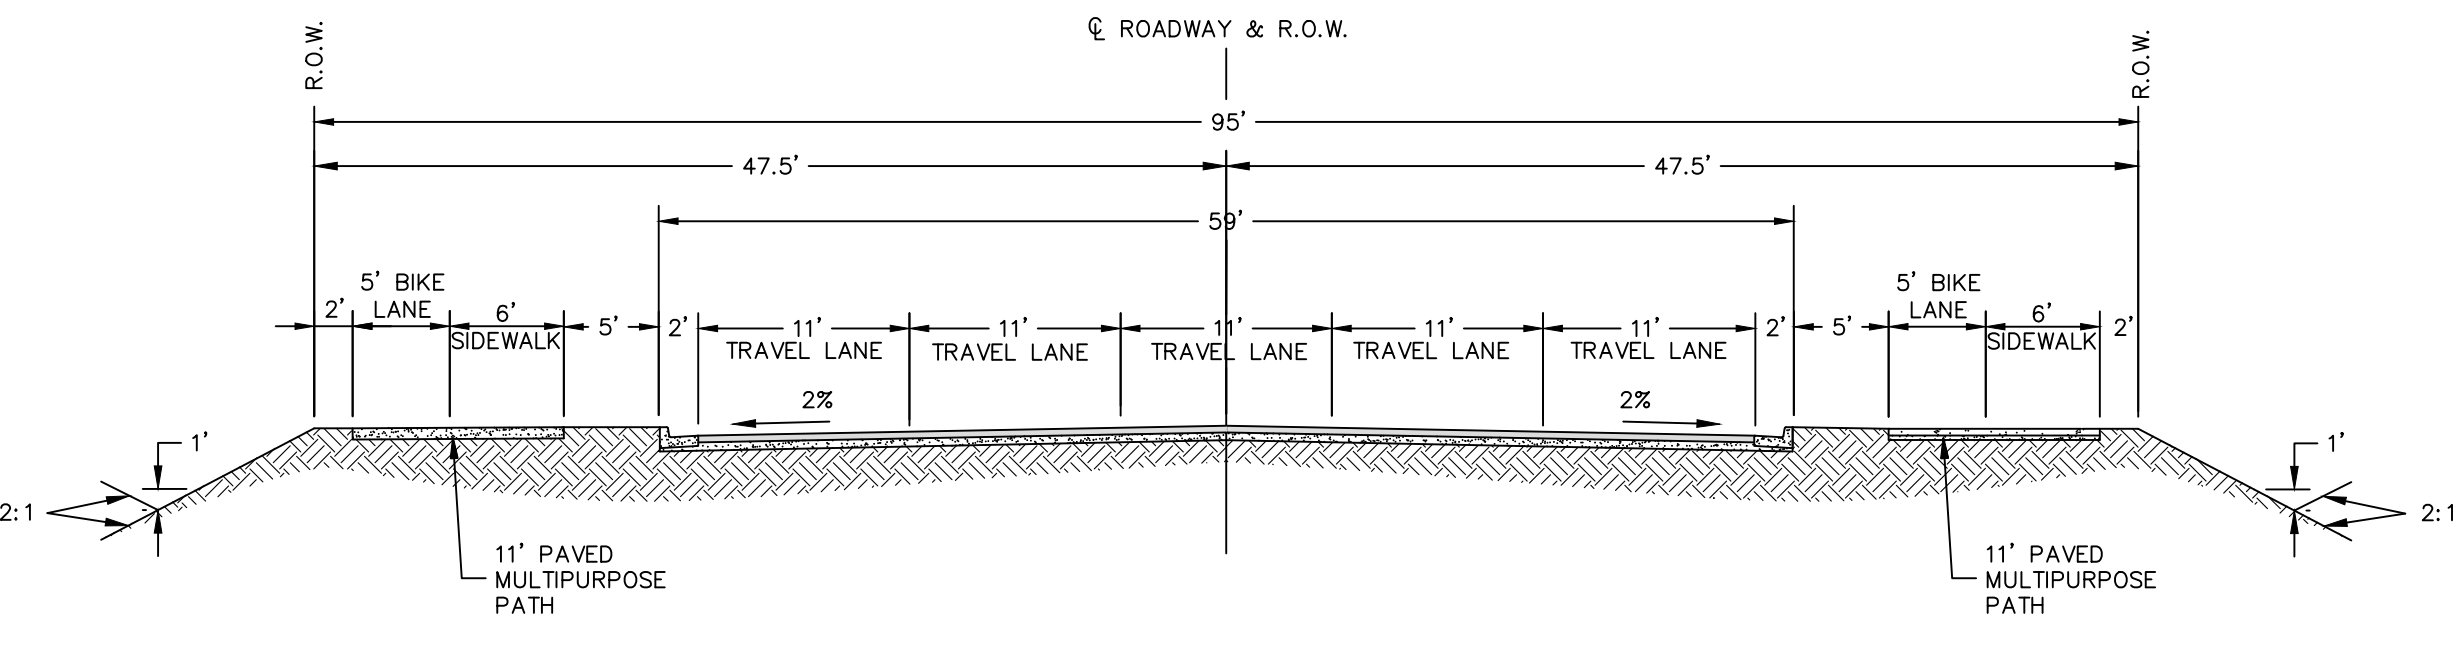 ℄ ROADWAY & R.O.W.
R.O.W.
R.O.W.
95'
47.5'
47.5'
59'
5' BIKE
LANE
2'
6'
SIDEWALK
5'
2'
11'
TRAVEL LANE
11'
TRAVEL LANE
11'
TRAVEL LANE
11'
TRAVEL LANE
11'
TRAVEL LANE
2'
5'
5' BIKE
LANE
6'
SIDEWALK
2'
2%
2%
1'
2:1
1'
2:1
11' PAVED
MULTIPURPOSE
PATH
11' PAVED
MULTIPURPOSE
PATH